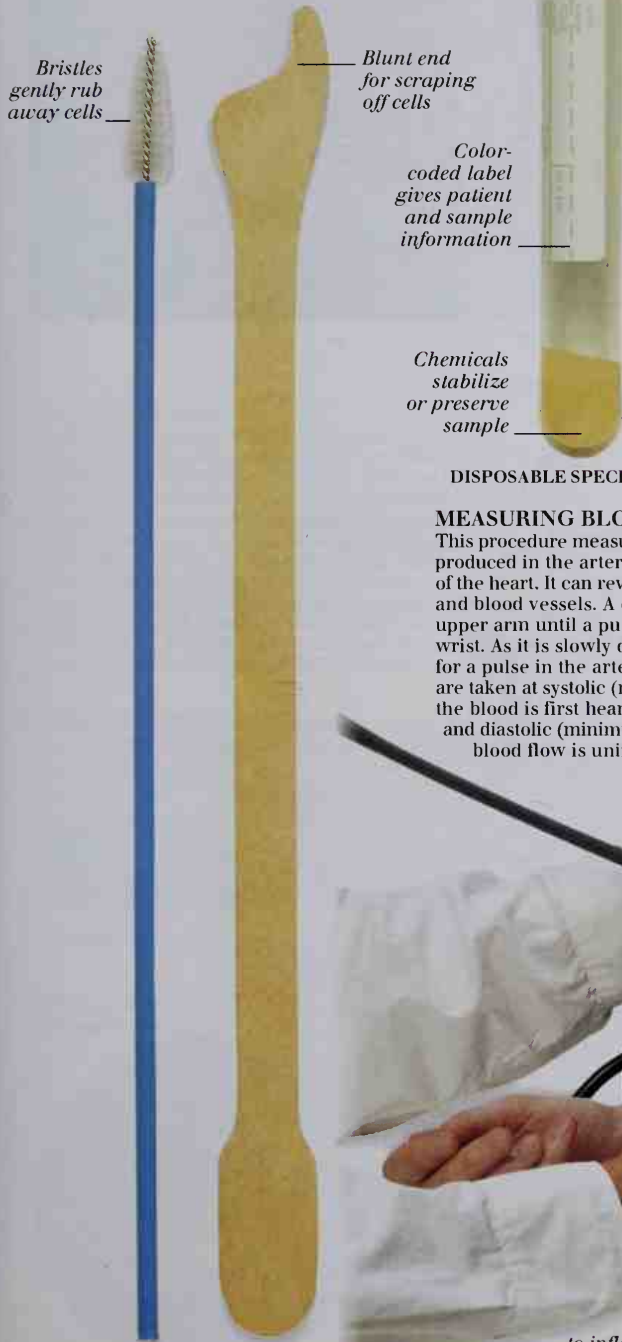 Bristles
gently rub
away cells
Blunt end
for scraping
off cells
Color-
coded label
gives patient
and sample
information
Chemicals
stabilize
or preserve
sample
DISPOSABLE SPECI
MEASURING BLO
This procedure measu
produced in the arter
of the heart. It can rev
and blood vessels. A
upper arm until a pu
wrist. As it is slowly
for a pulse in the arte
are taken at systolic (
the blood is first hear
and diastolic (minim
blood flow is uni
to infl